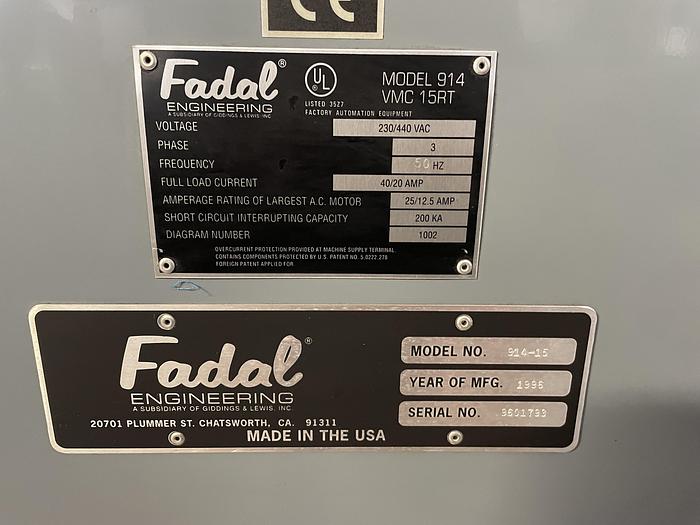 CE
Fadal®
ENGINEERING
A SUBSIDIARY OF GIDDINGS & LEWIS, INC
UL
LISTED 3527
FACTORY AUTOMATION EQUIPMENT
MODEL 914
VMC 15RT
VOLTAGE 230/440 VAC
PHASE 3
FREQUENCY 50 HZ
FULL LOAD CURRENT 40/20 AMP
AMPERAGE RATING OF LARGEST A.C. MOTOR 25/12.5 AMP
SHORT CIRCUIT INTERRUPTING CAPACITY 200 KA
DIAGRAM NUMBER 1002
OVERCURRENT PROTECTION PROVIDED AT MACHINE SUPPLY TERMINAL
CONTAINS COMPONENTS PROTECTED BY U.S. PATENT NO. 5,0222,276
FOREIGN PATENT APPLIED FOR
Fadal®
ENGINEERING
A SUBSIDIARY OF GIDDINGS & LEWIS, INC.
20701 PLUMMER ST. CHATSWORTH, CA. 91311
MADE IN THE USA
MODEL NO. 914-15
YEAR OF MFG. 1996
SERIAL NO. 9601793